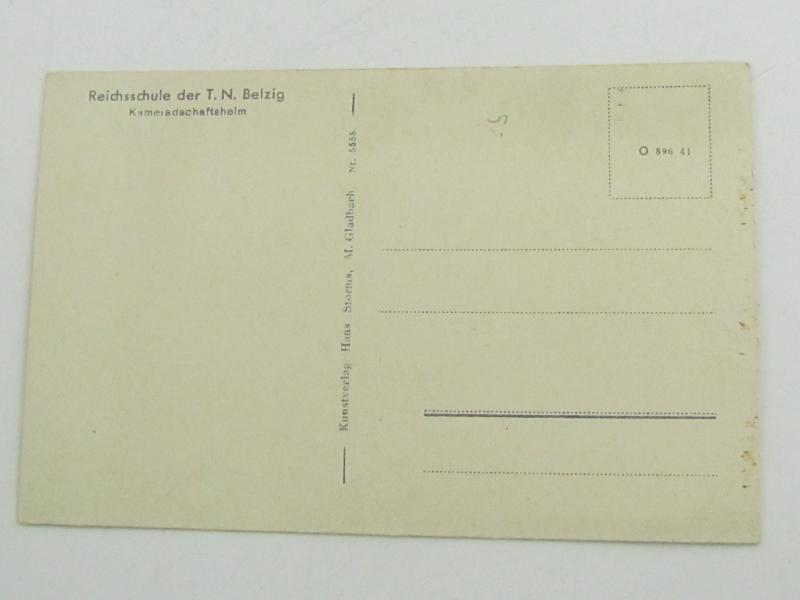 Reichsschule der T. N. Belzig
Kameradschaftsheim
Kunstverlag Hans Storms, M. Gladbach, Nr. 5555.
O 896 41